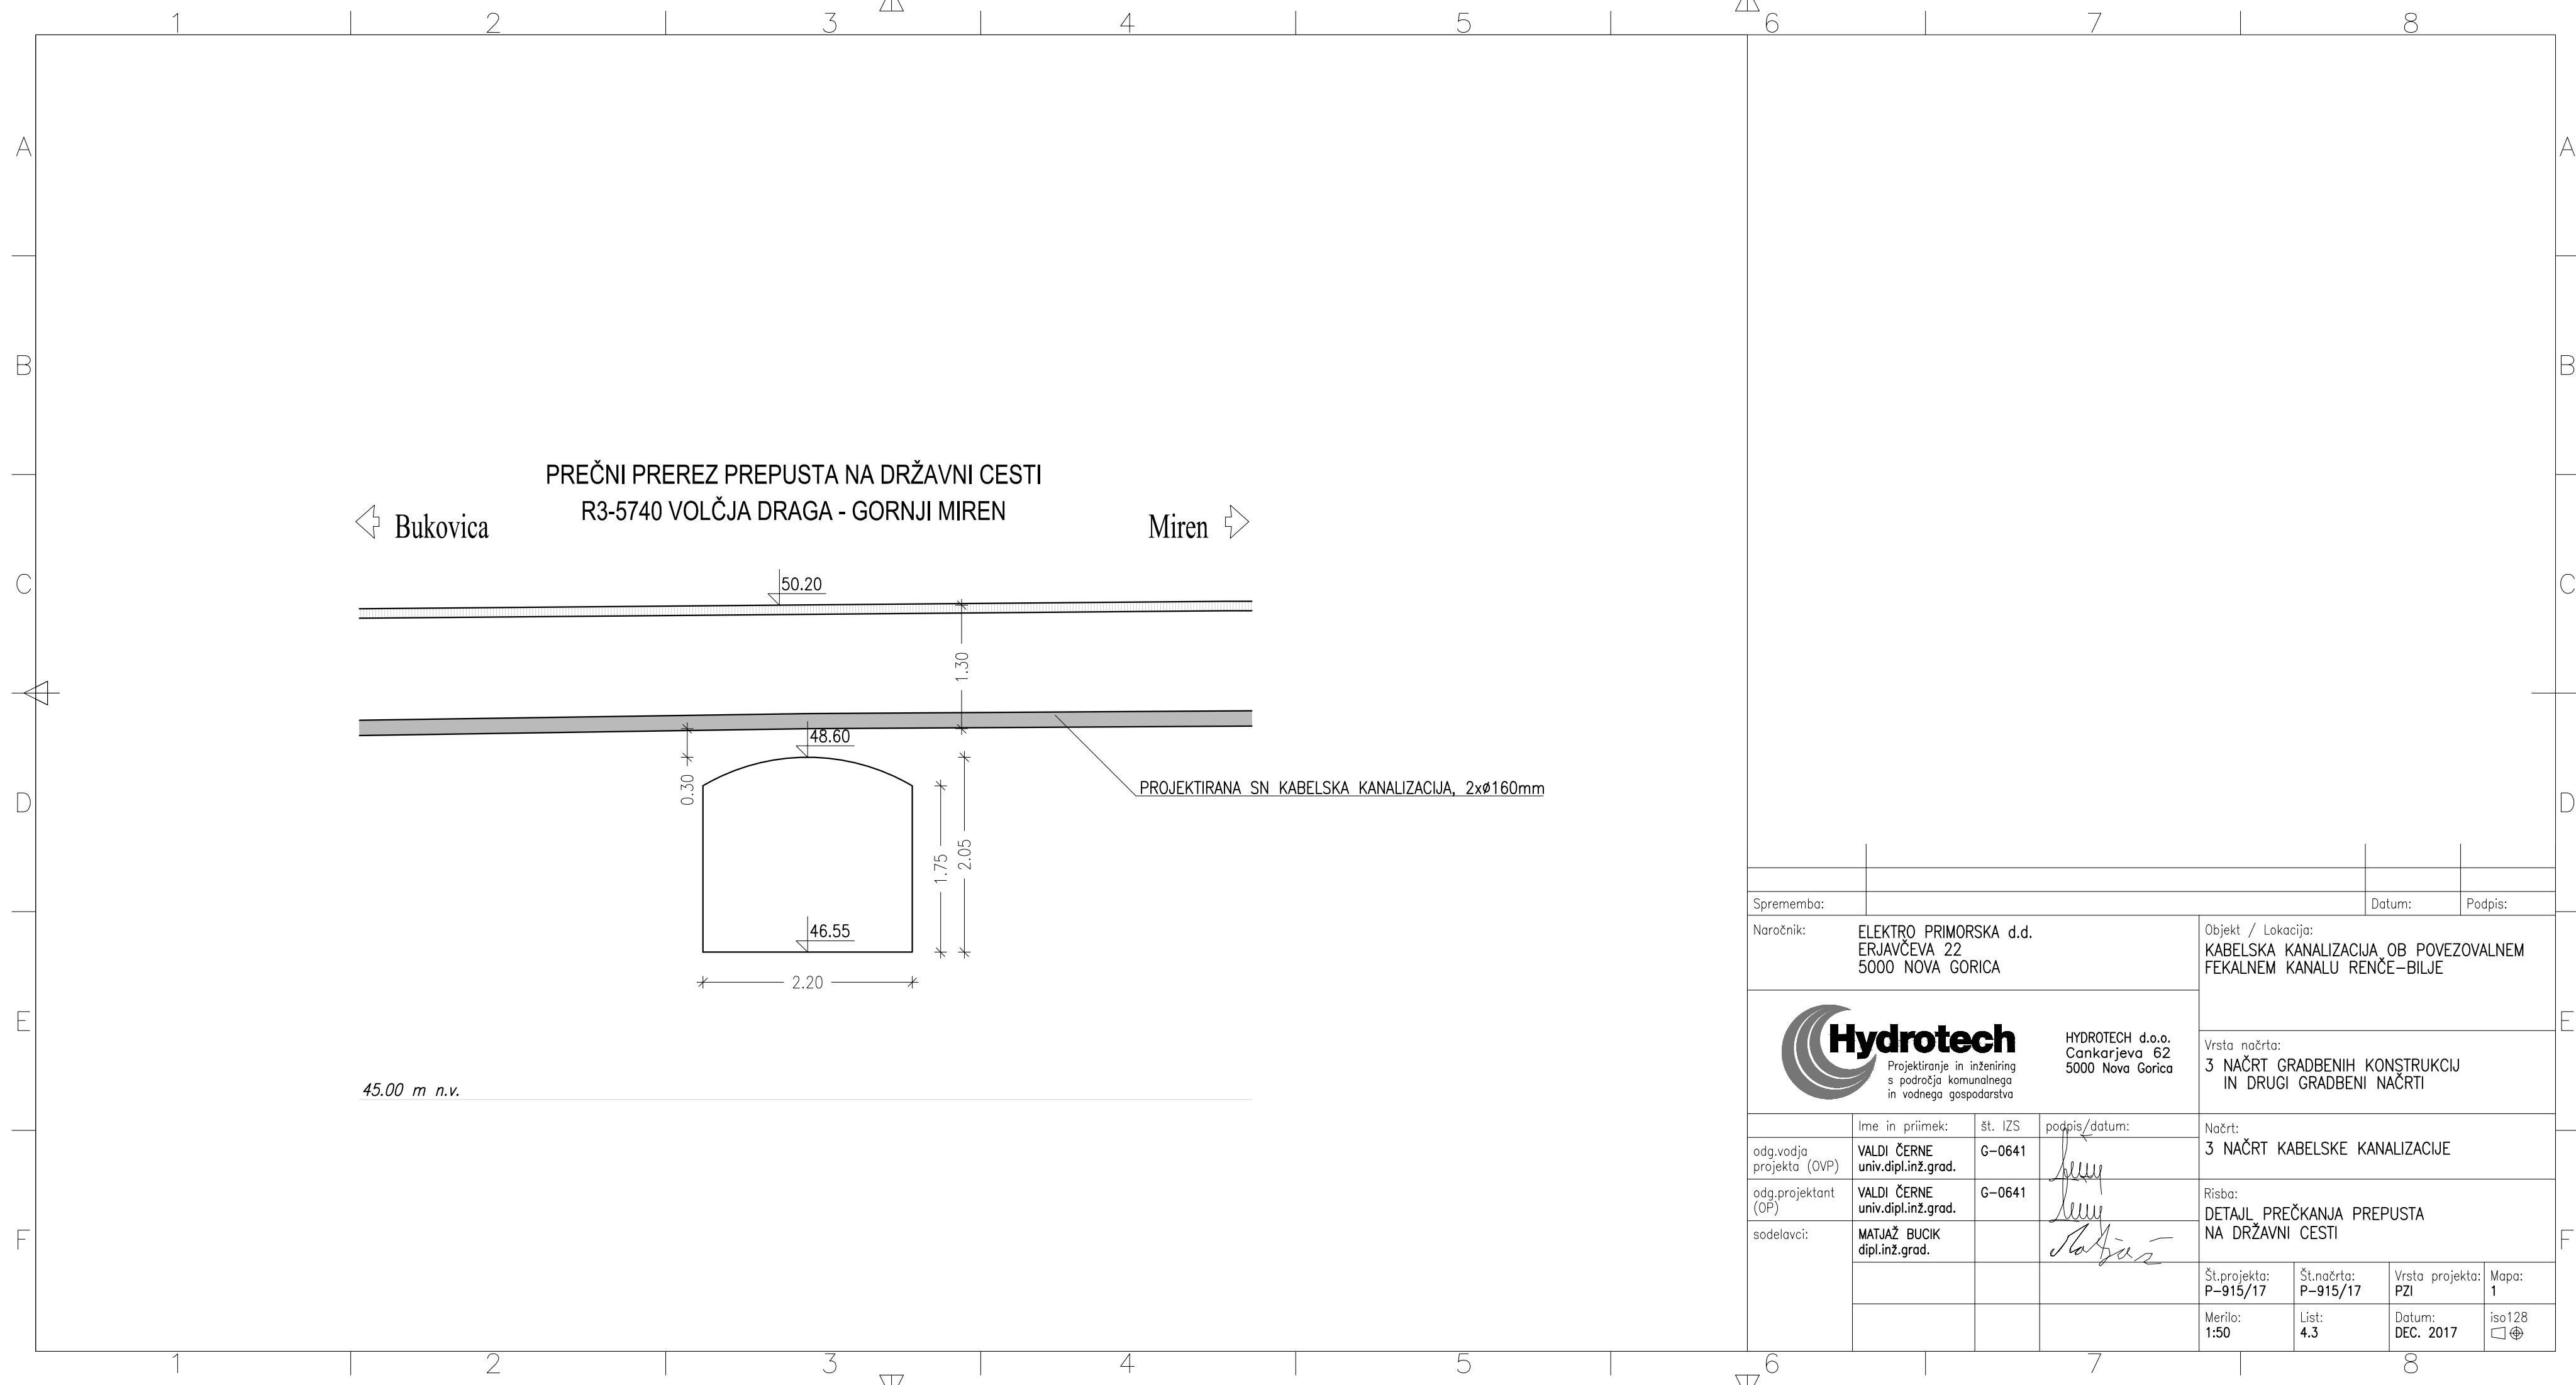 1 2 3 4 5 6 7 8
A A
B B
C C
D D
E E
F F
PREČNI PREREZ PREPUSTA NA DRŽAVNI CESTI
R3-5740 VOLČJA DRAGA - GORNJI MIREN
Bukovica
Miren
50.20
1.30
48.60
0.30
PROJEKTIRANA SN KABELSKA KANALIZACIJA, 2xø160mm
1.75
2.05
46.55
2.20
45.00 m n.v.
Sprememba: Datum: Podpis:
Naročnik:
ELEKTRO PRIMORSKA d.d.
ERJAVČEVA 22
5000 NOVA GORICA
Objekt / Lokacija:
KABELSKA KANALIZACIJA OB POVEZOVALNEM
FEKALNEM KANALU RENČE-BILJE
Hydrotech
Projektiranje in inženiring
s področja komunalnega
in vodnega gospodarstva
HYDROTECH d.o.o.
Cankarjeva 62
5000 Nova Gorica
Vrsta načrta:
3 NAČRT GRADBENIH KONSTRUKCIJ
IN DRUGI GRADBENI NAČRTI
Ime in priimek: št. IZS podpis/datum:
odg.vodja
projekta (OVP)
VALDI ČERNE
univ.dipl.inž.grad.
G-0641
odg.projektant
(OP)
VALDI ČERNE
univ.dipl.inž.grad.
G-0641
sodelavci:
MATJAŽ BUCIK
dipl.inž.grad.
Načrt:
3 NAČRT KABELSKE KANALIZACIJE
Risba:
DETAJL PREČKANJA PREPUSTA
NA DRŽAVNI CESTI
Št.projekta: Št.načrta: Vrsta projekta: Mapa:
P-915/17 P-915/17 PZI 1
Merilo: List: Datum: iso128
1:50 4.3 DEC. 2017
1 2 3 4 5 6 7 8